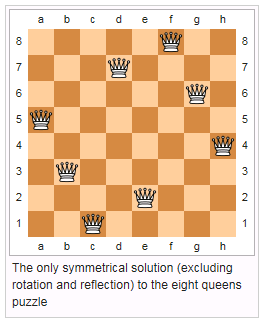 a b c d e f g h
8 8
7 7
6 6
5 5
4 4
3 3
2 2
1 1
a b c d e f g h
The only symmetrical solution (excluding
rotation and reflection) to the eight queens
puzzle